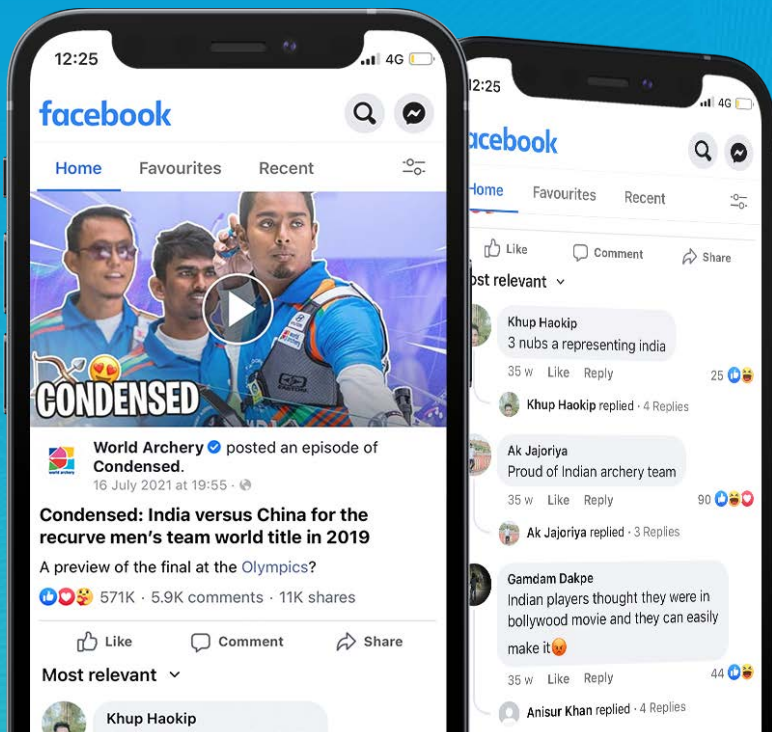 12:25
4G
facebook
Home
Favourites
Recent
CONDENSED
World Archery posted an episode of
Condensed.
world archery
16 July 2021 at 19:55 ·
Condensed: India versus China for the
recurve men's team world title in 2019
A preview of the final at the Olympics?
571K · 5.9K comments · 11K shares
Like
Comment
Share
Most relevant
Khup Haokip
12:25
4G
acebook
Home
Favourites
Recent
Like
Comment
Share
ost relevant
Khup Haokip
3 nubs a representing india
35 w Like Reply
25
Khup Haokip replied · 4 Replies
Ak Jajoriya
Proud of Indian archery team
35 w Like Reply
90
Ak Jajoriya replied · 3 Replies
Gamdam Dakpe
Indian players thought they were in
bollywood movie and they can easily
make it😡
35 w Like Reply
44
Anisur Khan replied · 4 Replies